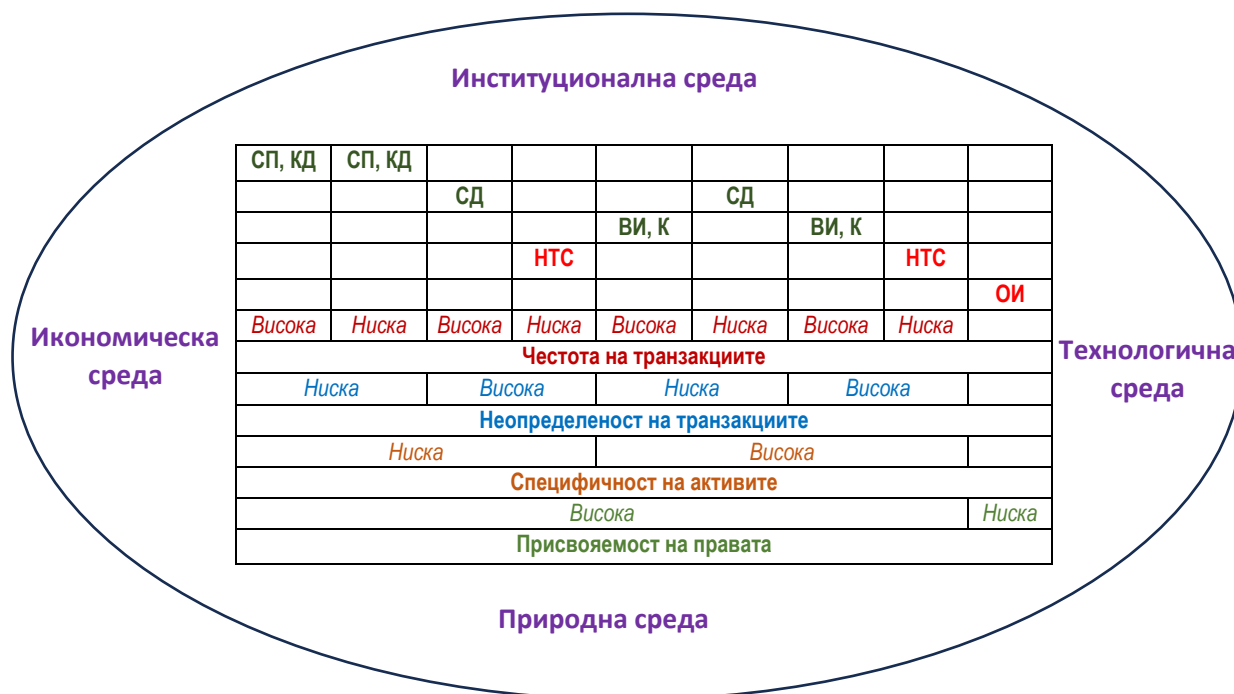 Институционална среда
СП, КД СП, КД
СД СД
ВИ, К ВИ, К
НТС НТС
ОИ
Висока Ниска Висока Ниска Висока Ниска Висока Ниска
Честота на транзакциите
Ниска Висока Ниска Висока
Неопределеност на транзакциите
Ниска Висока
Специфичност на активите
Висока Ниска
Присвояемост на правата
Икономическа
среда
Технологична
среда
Природна среда